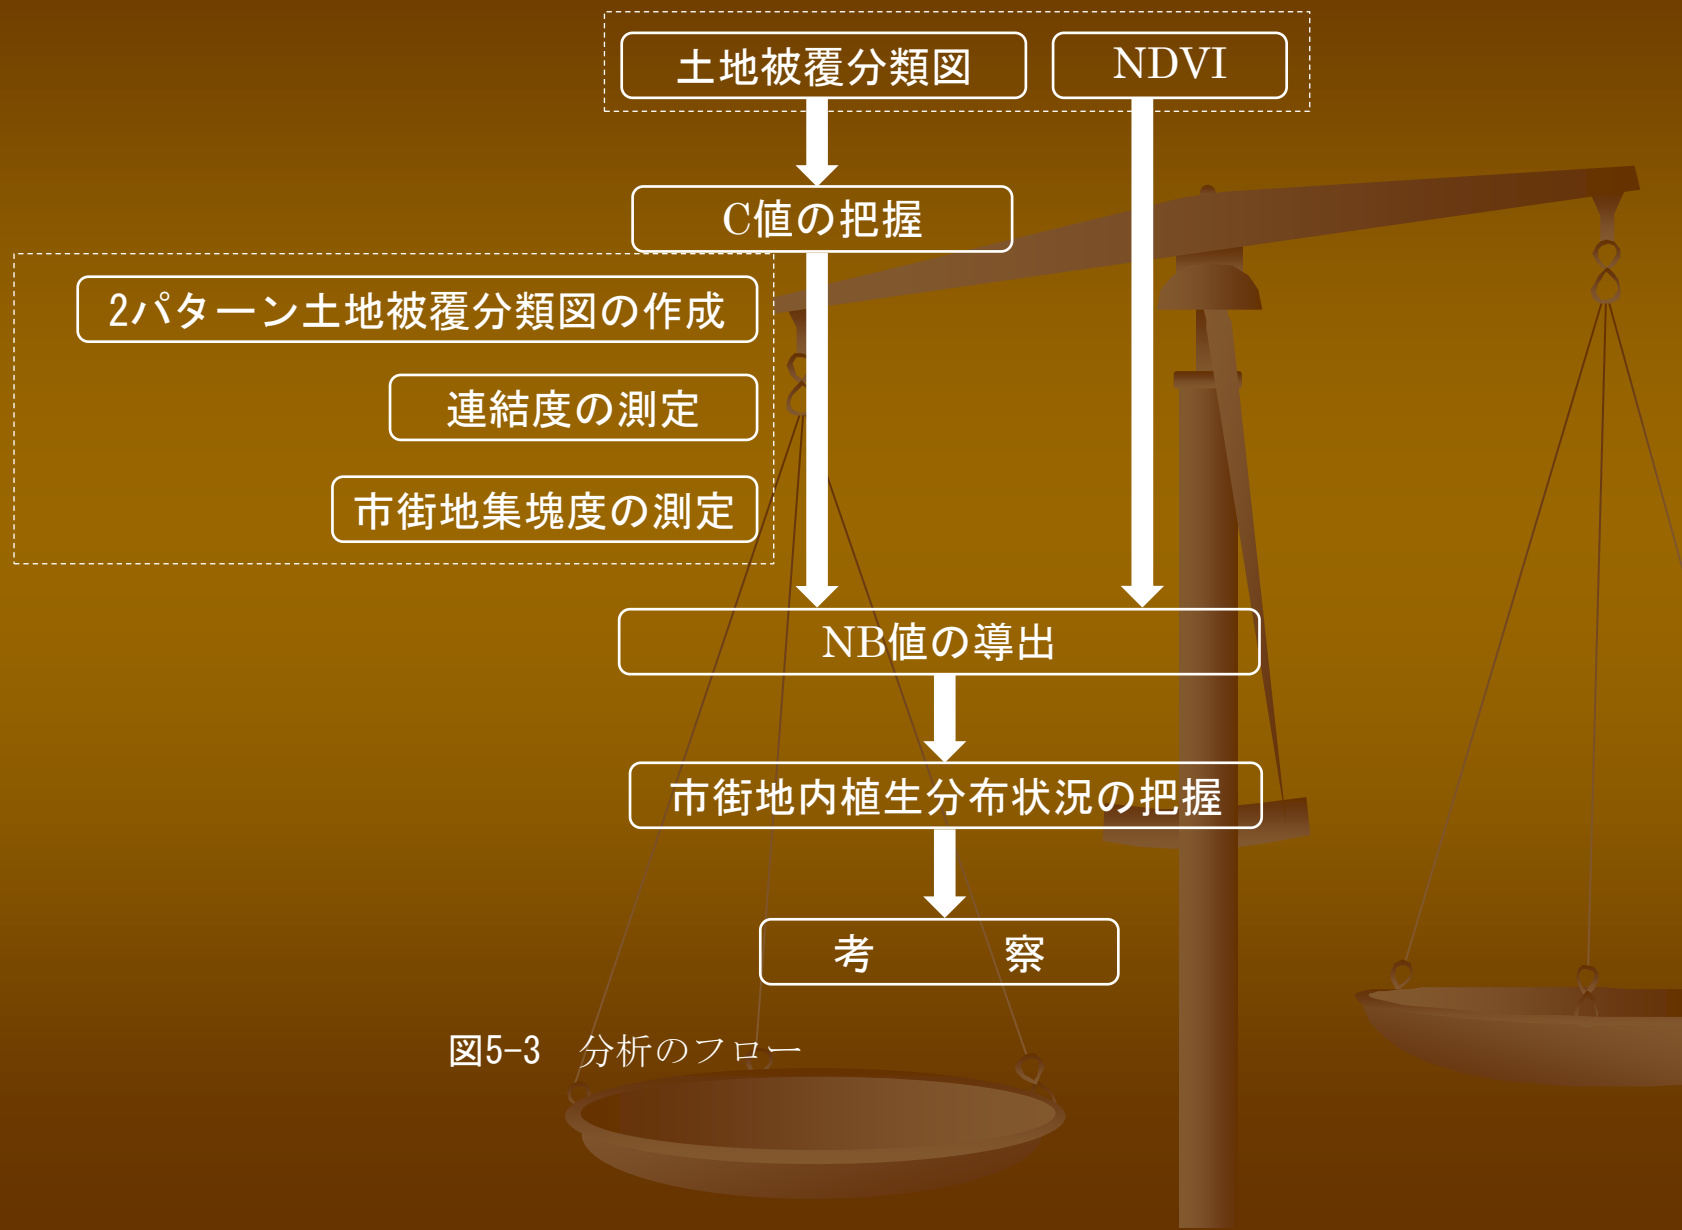 土地被覆分類図
NDVI
C値の把握
2パターン土地被覆分類図の作成
連結度の測定
市街地集塊度の測定
NB値の導出
市街地内植生分布状況の把握
考　　　察
図5-3　分析のフロー